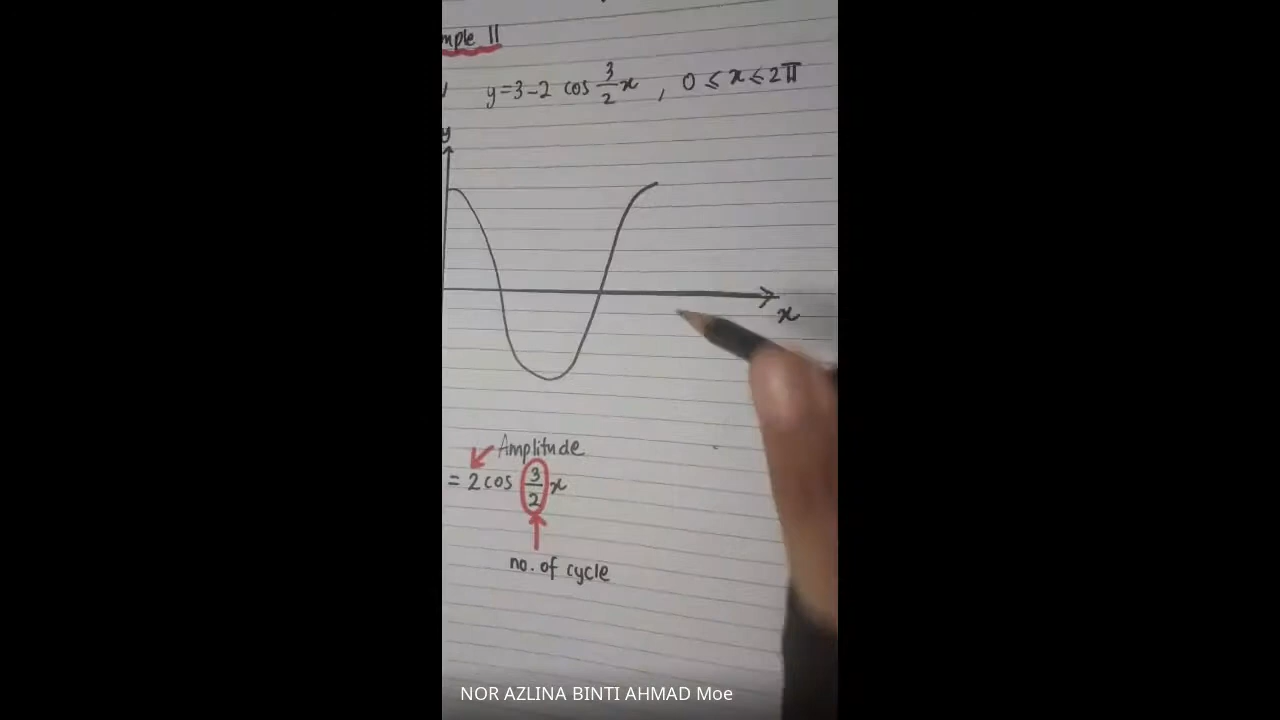 mple 11
y=3-2 cos 3/2 x , 0 ≤ x ≤ 2π
y
x
Amplitude
= 2 cos 3/2 x
no. of cycle
NOR AZLINA BINTI AHMAD Moe